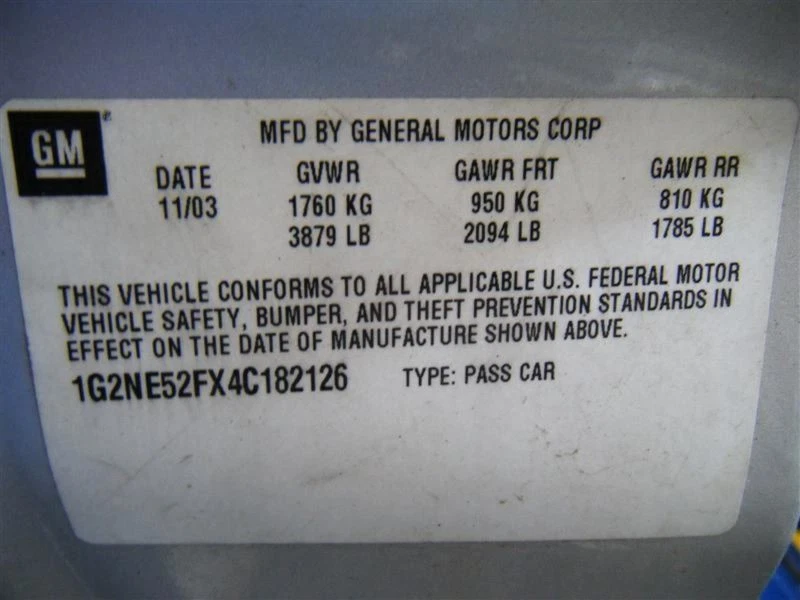 GM
MFD BY GENERAL MOTORS CORP
DATE GVWR GAWR FRT GAWR RR
11/03 1760 KG 950 KG 810 KG
3879 LB 2094 LB 1785 LB
THIS VEHICLE CONFORMS TO ALL APPLICABLE U.S. FEDERAL MOTOR
VEHICLE SAFETY, BUMPER, AND THEFT PREVENTION STANDARDS IN
EFFECT ON THE DATE OF MANUFACTURE SHOWN ABOVE.
1G2NE52FX4C182126 TYPE: PASS CAR